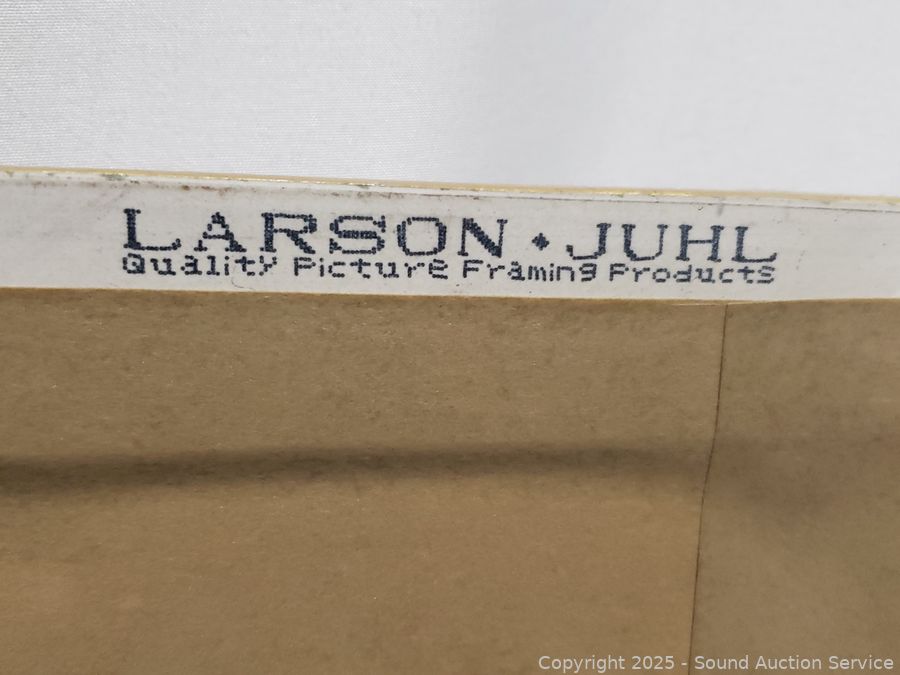 LARSON • JUHL
Quality Picture Framing Products
Copyright 2025 - Sound Auction Service